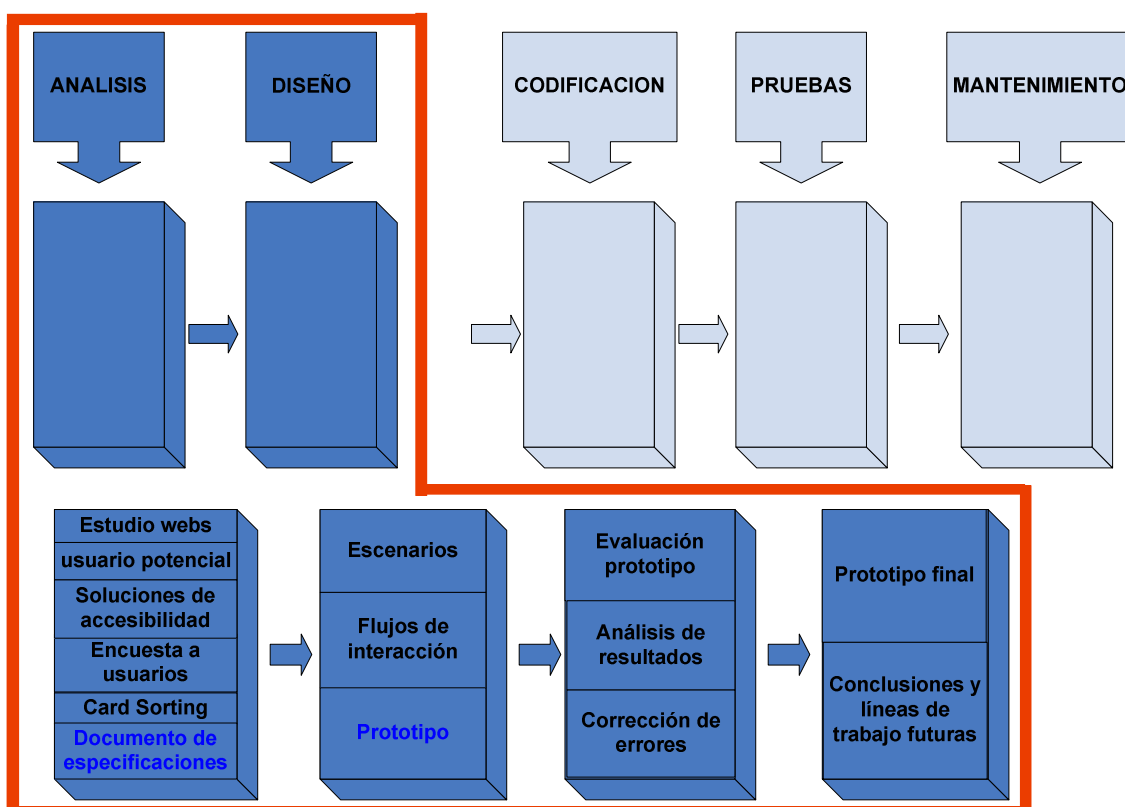 ANALISIS
DISEÑO
CODIFICACION
PRUEBAS
MANTENIMIENTO
Estudio webs
usuario potencial
Soluciones de
accesibilidad
Encuesta a
usuarios
Card Sorting
Documento de
especificaciones
Escenarios
Flujos de
interacción
Prototipo
Evaluación
prototipo
Análisis de
resultados
Corrección de
errores
Prototipo final
Conclusiones y
líneas de
trabajo futuras